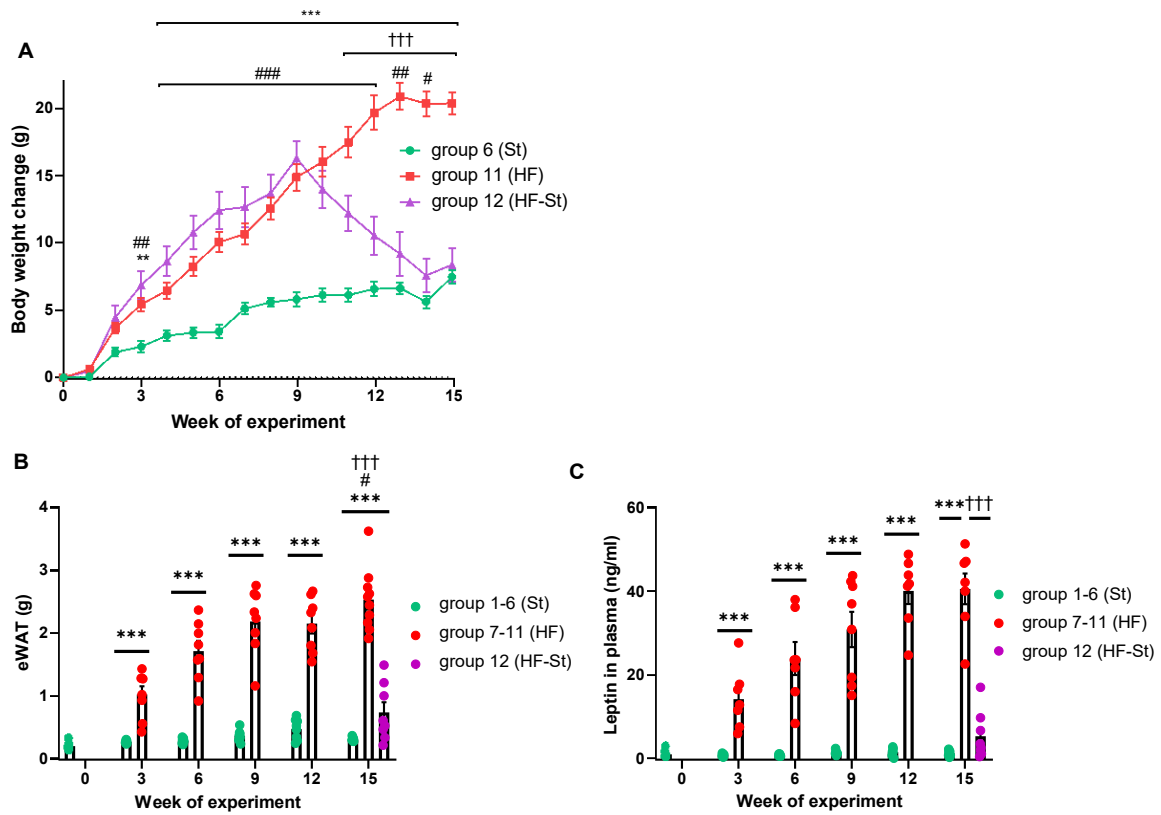 ***
A
†††
###
##
#
20
15
10
5
0
##
**
group 6 (St)
group 11 (HF)
group 12 (HF-St)
Body weight change (g)
0 3 6 9 12 15
Week of experiment
B
†††
#
***
***
***
***
***
4
3
2
1
0
eWAT (g)
group 1-6 (St)
group 7-11 (HF)
group 12 (HF-St)
0 3 6 9 12 15
Week of experiment
C
*** †††
***
***
***
***
60
40
20
0
Leptin in plasma (ng/ml)
group 1-6 (St)
group 7-11 (HF)
group 12 (HF-St)
0 3 6 9 12 15
Week of experiment